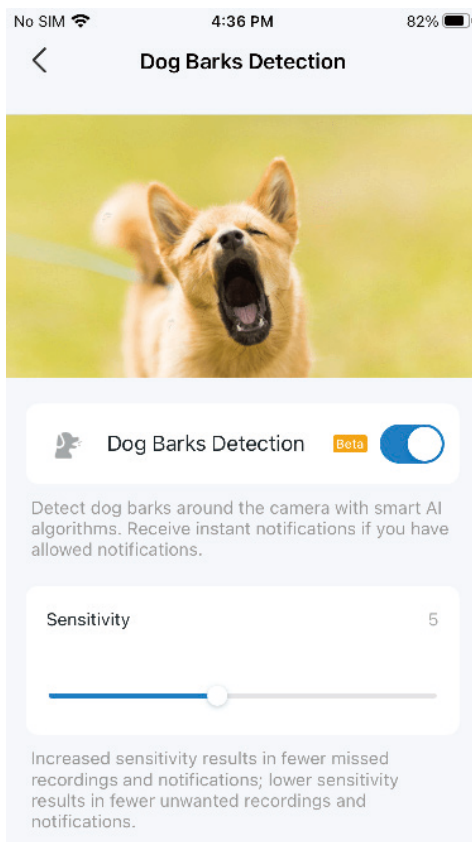 No SIM 4:36 PM 82%
Dog Barks Detection
Dog Barks Detection Beta
Detect dog barks around the camera with smart AI
algorithms. Receive instant notifications if you have
allowed notifications.
Sensitivity 5
Increased sensitivity results in fewer missed
recordings and notifications; lower sensitivity
results in fewer unwanted recordings and
notifications.